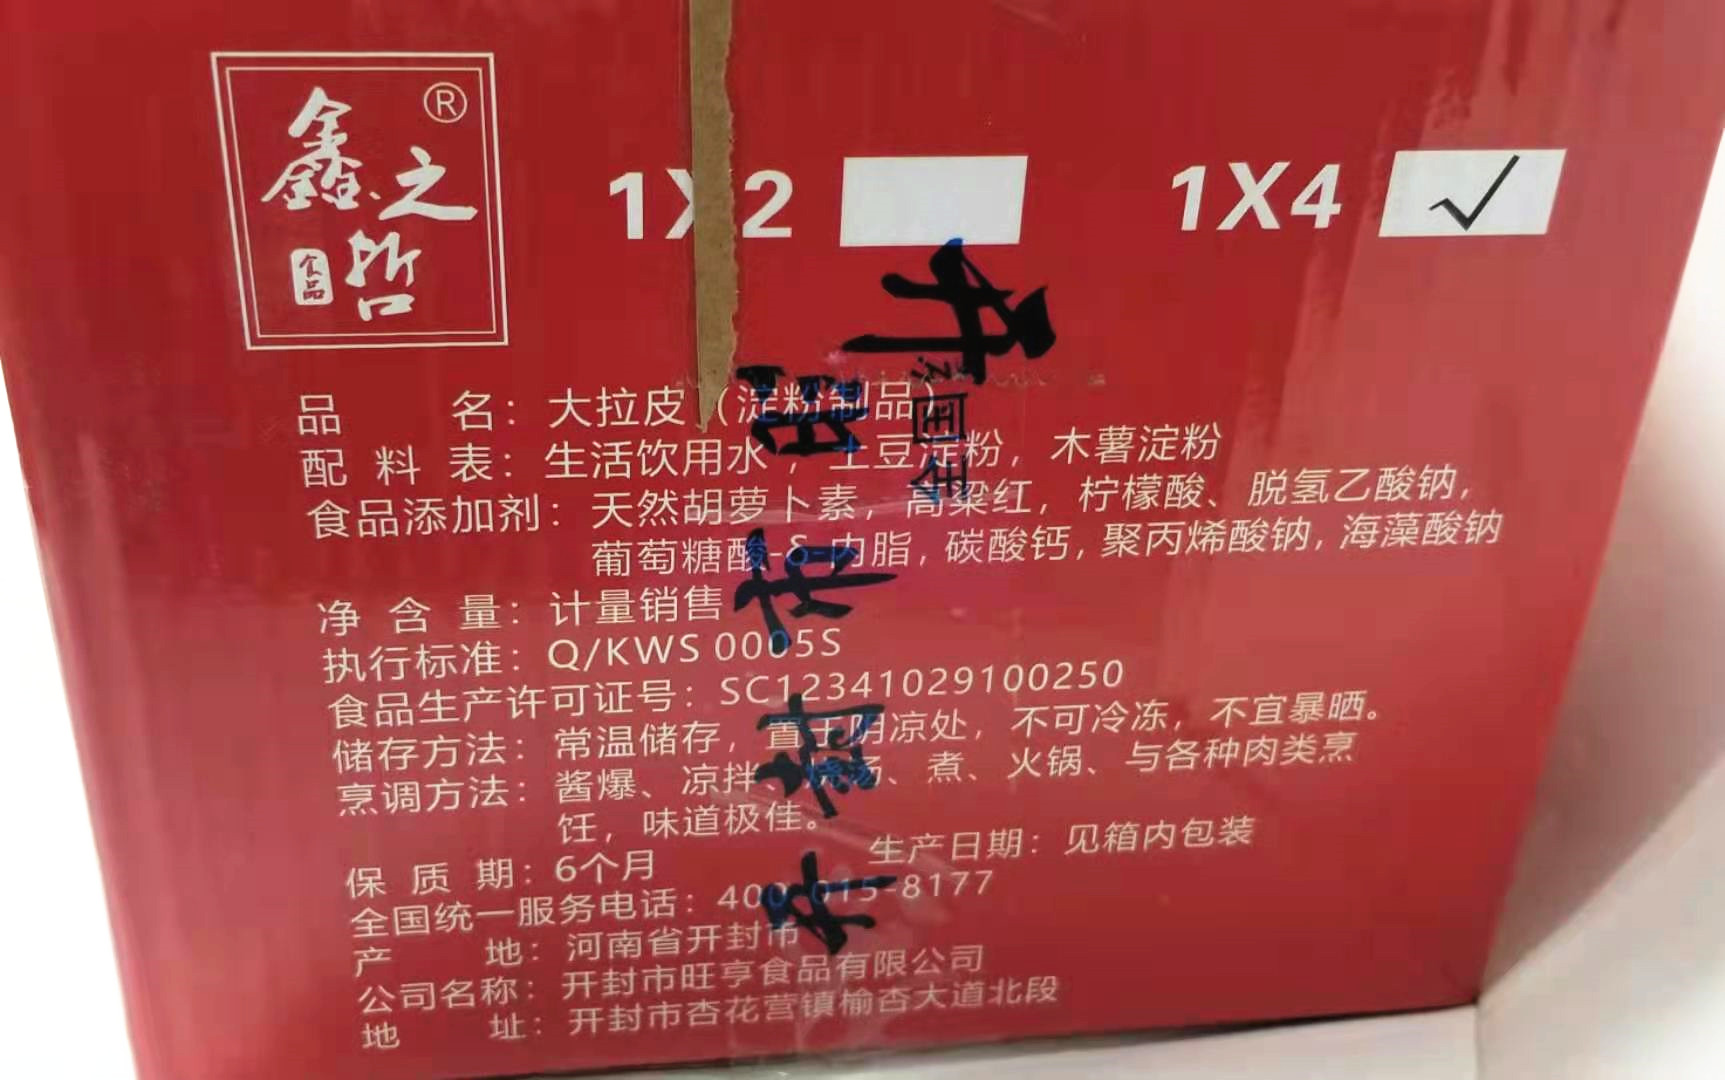 鑫之哲®
食品
1X2
1X4 ✓
品 名：大拉皮（淀粉制品）
配 料 表：生活饮用水，土豆淀粉，木薯淀粉
食品添加剂：天然胡萝卜素，高粱红，柠檬酸、脱氢乙酸钠，
葡萄糖酸-δ-内脂，碳酸钙，聚丙烯酸钠，海藻酸钠
净 含 量：计量销售
执行标准：Q/KWS 0005S
食品生产许可证号：SC12341029100250
储存方法：常温储存，置于阴凉处，不可冷冻，不宜暴晒。
烹调方法：酱爆、凉拌、烧汤、煮、火锅、与各种肉类烹
饪，味道极佳。
保 质 期：6个月
生产日期：见箱内包装
全国统一服务电话：400-015-8177
产 地：河南省开封市
公司名称：开封市旺亨食品有限公司
地 址：开封市杏花营镇榆杏大道北段
全国
开封市